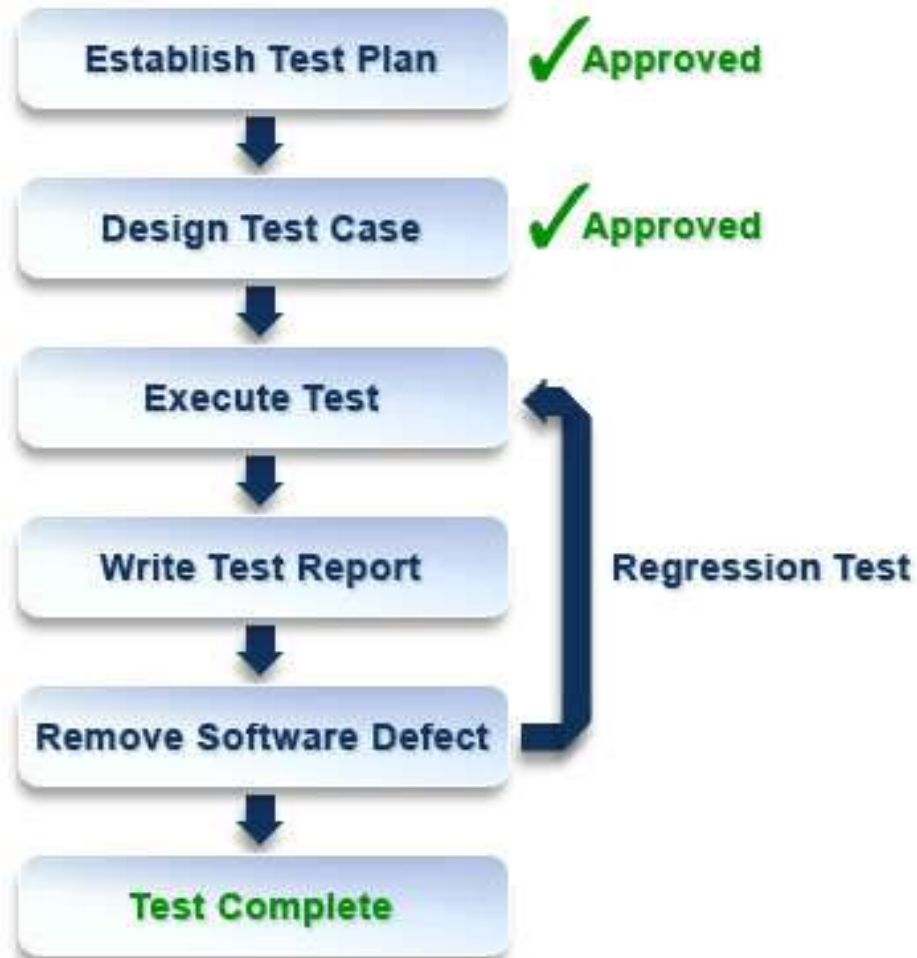 Establish Test Plan
Approved
Design Test Case
Approved
Execute Test
Write Test Report
Regression Test
Remove Software Defect
Test Complete